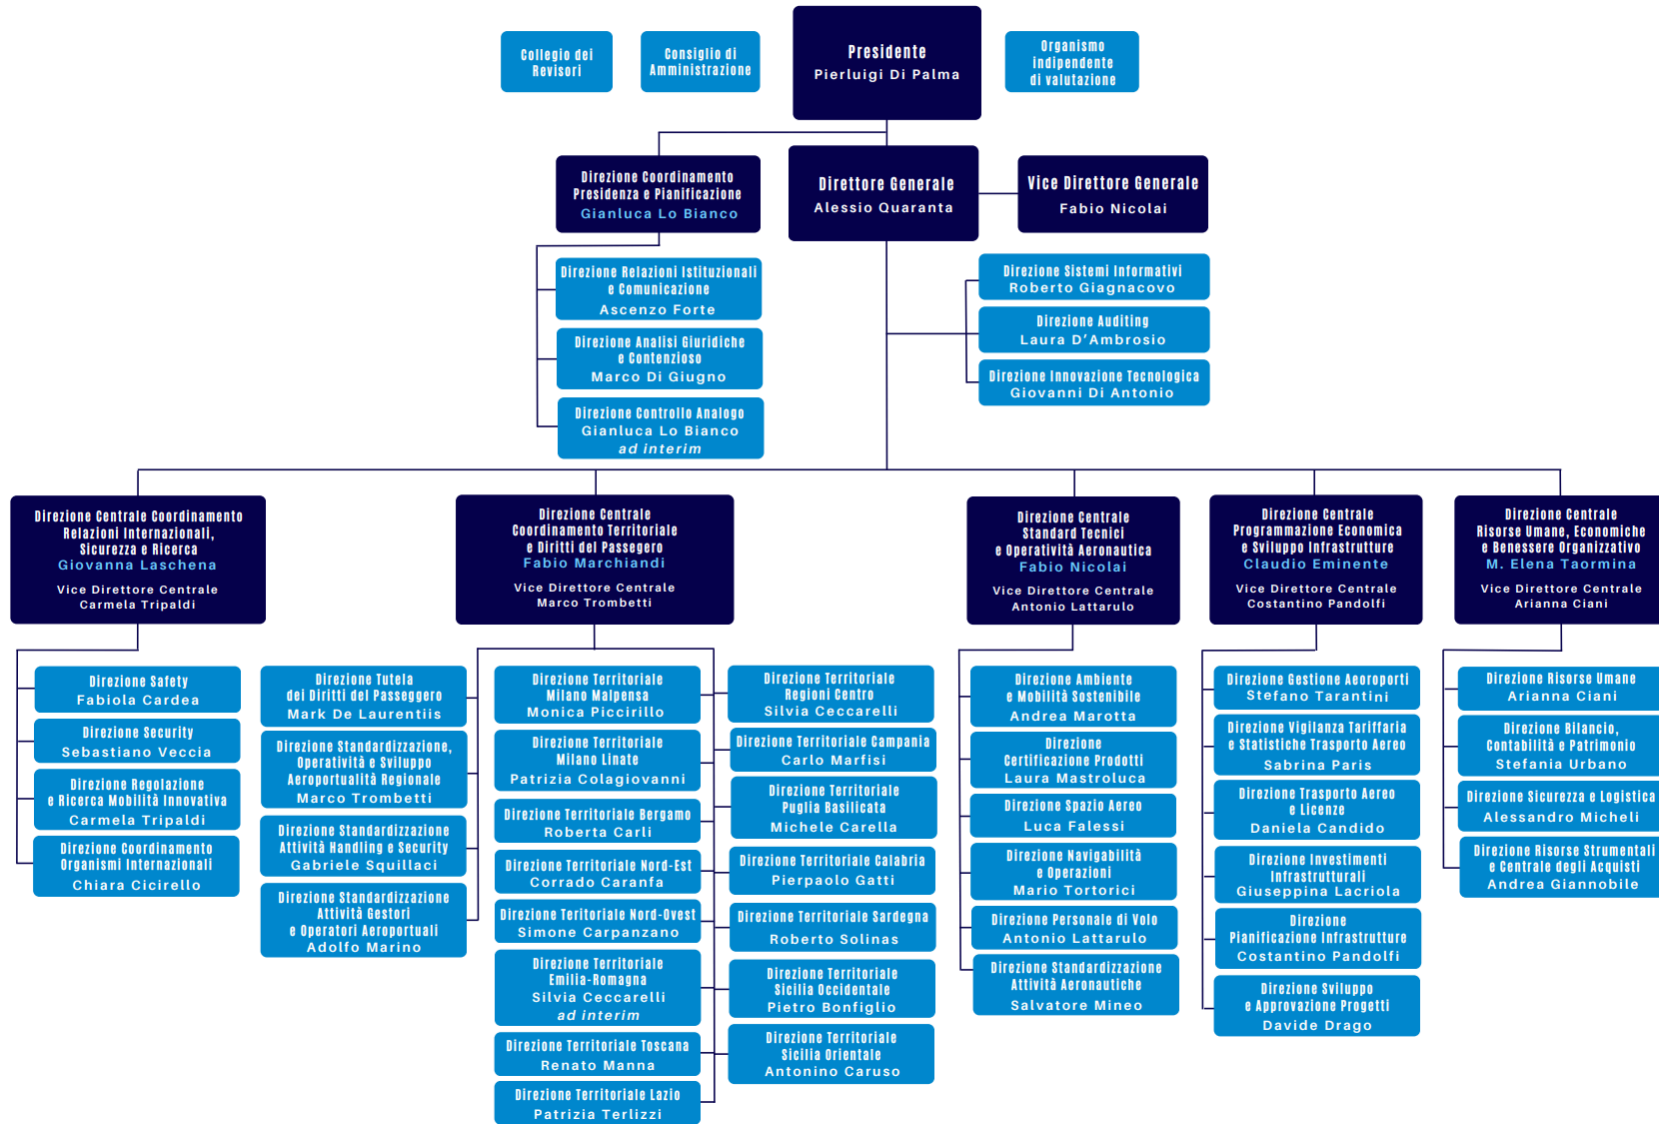 Collegio dei
Revisori
Consiglio di
Amministrazione
Presidente
Pierluigi Di Palma
Organismo
indipendente
di valutazione
Direzione Coordinamento
Presidenza e Pianificazione
Gianluca Lo Bianco
Direttore Generale
Alessio Quaranta
Vice Direttore Generale
Fabio Nicolai
Direzione Relazioni Istituzionali
e Comunicazione
Ascenzo Forte
Direzione Analisi Giuridiche
e Contenzioso
Marco Di Giugno
Direzione Controllo Analogo
Gianluca Lo Bianco
ad interim
Direzione Sistemi Informativi
Roberto Giagnacovo
Direzione Auditing
Laura D'Ambrosio
Direzione Innovazione Tecnologica
Giovanni Di Antonio
Direzione Centrale Coordinamento
Relazioni Internazionali,
Sicurezza e Ricerca
Giovanna Laschena
Vice Direttore Centrale
Carmela Tripaldi
Direzione Centrale
Coordinamento Territoriale
e Diritti del Passegero
Fabio Marchiandi
Vice Direttore Centrale
Marco Trombetti
Direzione Centrale
Standard Tecnici
e Operatività Aeronautica
Fabio Nicolai
Vice Direttore Centrale
Antonio Lattarulo
Direzione Centrale
Programmazione Economica
e Sviluppo Infrastrutture
Claudio Eminente
Vice Direttore Centrale
Costantino Pandolfi
Direzione Centrale
Risorse Umane, Economiche
e Benessere Organizzativo
M. Elena Taormina
Vice Direttore Centrale
Arianna Ciani
Direzione Safety
Fabiola Cardea
Direzione Security
Sebastiano Veccia
Direzione Regolazione
e Ricerca Mobilità Innovativa
Carmela Tripaldi
Direzione Coordinamento
Organismi Internazionali
Chiara Cicirello
Direzione Tutela
dei Diritti del Passeggero
Mark De Laurentiis
Direzione Standardizzazione,
Operatività e Sviluppo
Aeroportualità Regionale
Marco Trombetti
Direzione Standardizzazione
Attività Handling e Security
Gabriele Squillaci
Direzione Standardizzazione
Attività Gestori
e Operatori Aeroportuali
Adolfo Marino
Direzione Territoriale
Milano Malpensa
Monica Piccirillo
Direzione Territoriale
Milano Linate
Patrizia Colagiovanni
Direzione Territoriale Bergamo
Roberta Carli
Direzione Territoriale Nord-Est
Corrado Caranfa
Direzione Teritoriale Nord-Ovest
Simone Carpanzano
Direzione Territoriale
Emilia-Romagna
Silvia Ceccarelli
ad interim
Direzione Territoriale Toscana
Renato Manna
Direzione Territoriale Lazio
Patrizia Terlizzi
Direzione Territoriale
Regioni Centro
Silvia Ceccarelli
Direzione Territoriale Campania
Carlo Marfisi
Direzione Territoriale
Puglia Basilicata
Michele Carella
Direzione Territoriale Calabria
Pierpaolo Gatti
Direzione Territoriale Sardegna
Roberto Solinas
Direzione Territoriale
Sicilia Occidentale
Pietro Bonfiglio
Direzione Territoriale
Sicilia Orientale
Antonino Caruso
Direzione Ambiente
e Mobilità Sostenibile
Andrea Marotta
Direzione
Certificazione Prodotti
Laura Mastroluca
Direzione Spazio Aereo
Luca Falessi
Direzione Navigabilità
e Operazioni
Mario Tortorici
Direzione Personale di Volo
Antonio Lattarulo
Direzione Standardizzazione
Attività Aeronautiche
Salvatore Mineo
Direzione Gestione Aeoroporti
Stefano Tarantini
Direzione Vigilanza Tariffaria
e Statistiche Trasporto Aereo
Sabrina Paris
Direzione Trasporto Aereo
e Licenze
Daniela Candido
Direzione Investimenti
Infrastrutturali
Giuseppina Lacriola
Direzione
Pianificazione Infrastrutture
Costantino Pandolfi
Direzione Sviluppo
e Approvazione Progetti
Davide Drago
Direzione Risorse Umane
Arianna Ciani
Direzione Bilancio,
Contabilità e Patrimonio
Stefania Urbano
Direzione Sicurezza e Logistica
Alessandro Micheli
Direzione Risorse Strumentali
e Centrale degli Acquisti
Andrea Giannobile